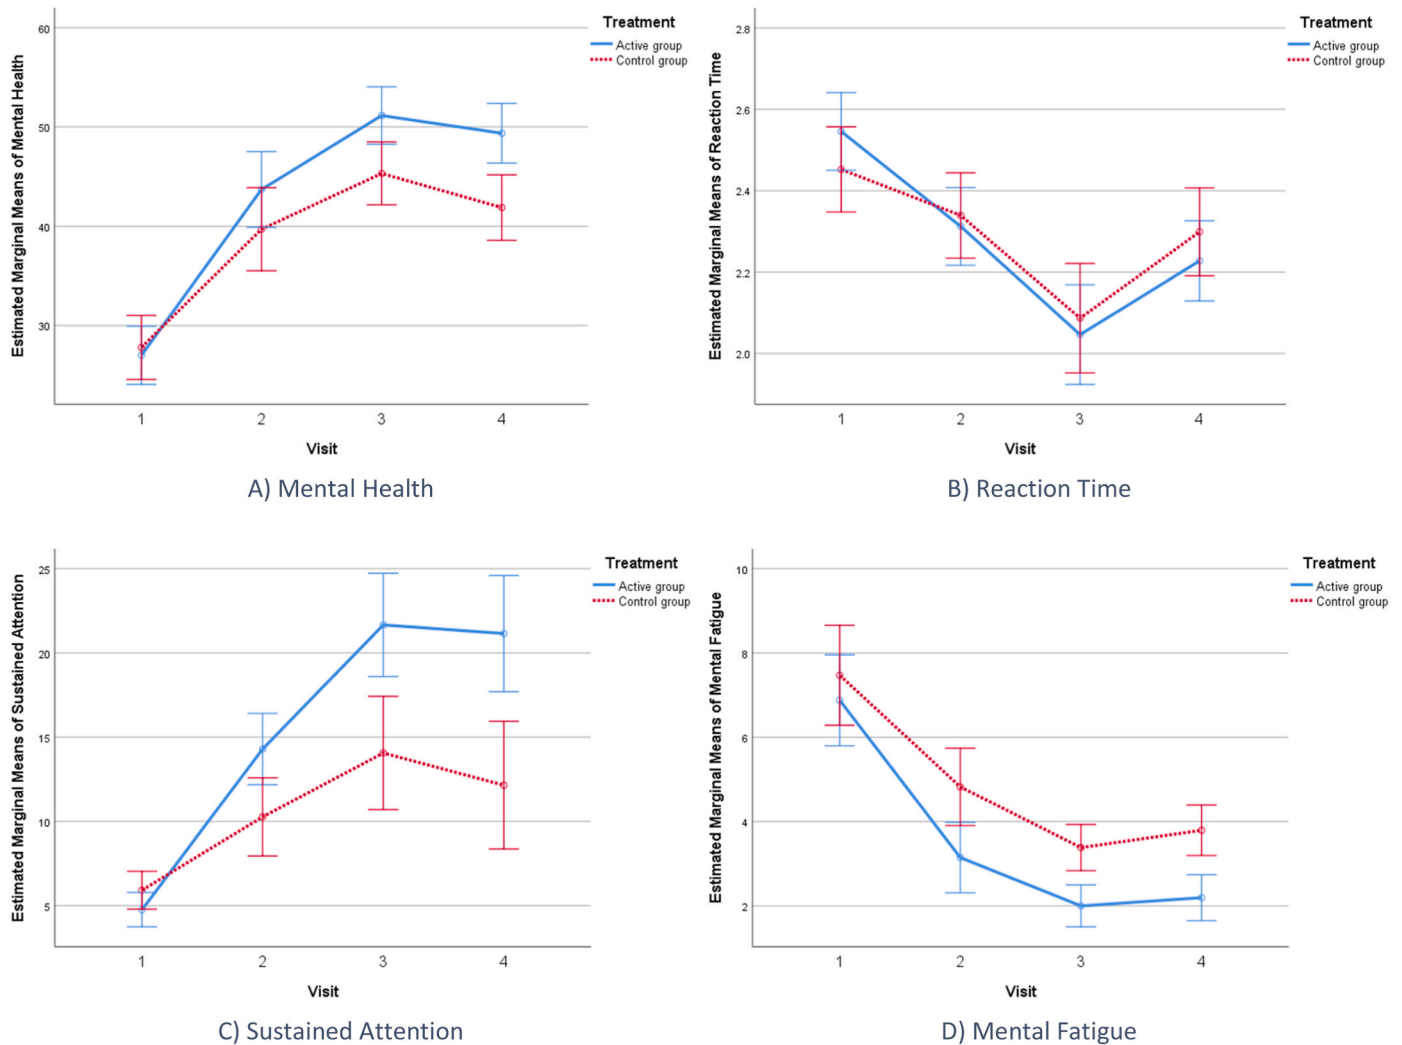 Treatment
Active group
Control group
Estimated Marginal Means of Mental Health
60
50
40
30
1 2 3 4
Visit
A) Mental Health
Treatment
Active group
Control group
Estimated Marginal Means of Reaction Time
2.8
2.6
2.4
2.2
2.0
1 2 3 4
Visit
B) Reaction Time
Treatment
Active group
Control group
Estimated Marginal Means of Sustained Attention
25
20
15
10
5
1 2 3 4
Visit
C) Sustained Attention
Treatment
Active group
Control group
Estimated Marginal Means of Mental Fatigue
10
8
6
4
2
1 2 3 4
Visit
D) Mental Fatigue